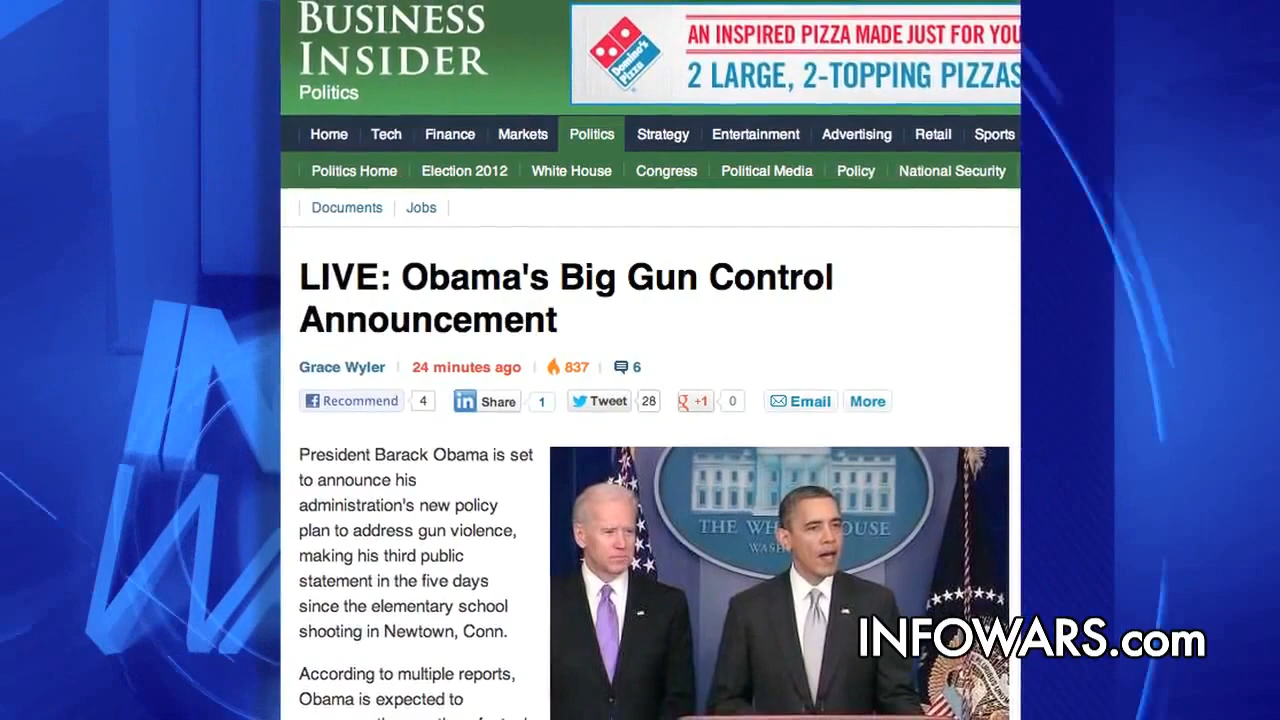 BUSINESS
INSIDER
Politics
Domino's
Pizza
AN INSPIRED PIZZA MADE JUST FOR YOU
2 LARGE, 2-TOPPING PIZZAS
Home Tech Finance Markets Politics Strategy Entertainment Advertising Retail Sports
Politics Home Election 2012 White House Congress Political Media Policy National Security
Documents Jobs
LIVE: Obama's Big Gun Control
Announcement
Grace Wyler 24 minutes ago 837 6
Recommend 4 in Share 1 Tweet 28 g +1 0 Email More
President Barack Obama is set
to announce his
administration's new policy
plan to address gun violence,
making his third public
statement in the five days
since the elementary school
shooting in Newtown, Conn.
According to multiple reports,
Obama is expected to
THE WH HOUSE
WASH
INFOWARS.com